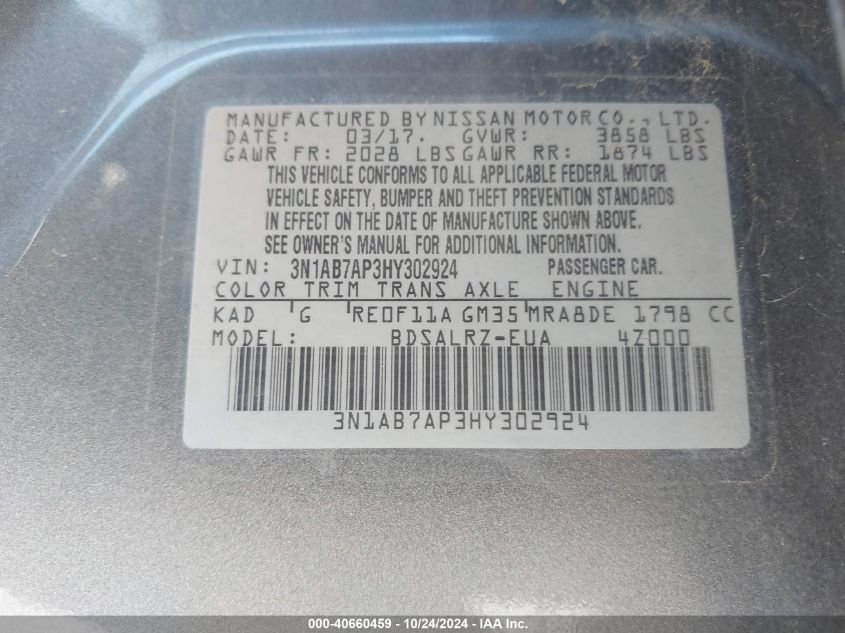 MANUFACTURED BY NISSAN MOTOR CO., LTD.
DATE: 03/17. GVWR: 3858 LBS
GAWR FR: 2028 LBS GAWR RR: 1874 LBS
THIS VEHICLE CONFORMS TO ALL APPLICABLE FEDERAL MOTOR
VEHICLE SAFETY, BUMPER AND THEFT PREVENTION STANDARDS
IN EFFECT ON THE DATE OF MANUFACTURE SHOWN ABOVE.
SEE OWNER'S MANUAL FOR ADDITIONAL INFORMATION.
VIN: 3N1AB7AP3HY302924 PASSENGER CAR.
COLOR TRIM TRANS AXLE ENGINE
KAD G RE0F11A GM35 MRA8DE 1798 CC
MODEL: BDSALRZ-EUA 4Z000
3N1AB7AP3HY302924
000-40660459 - 10/24/2024 - IAA Inc.